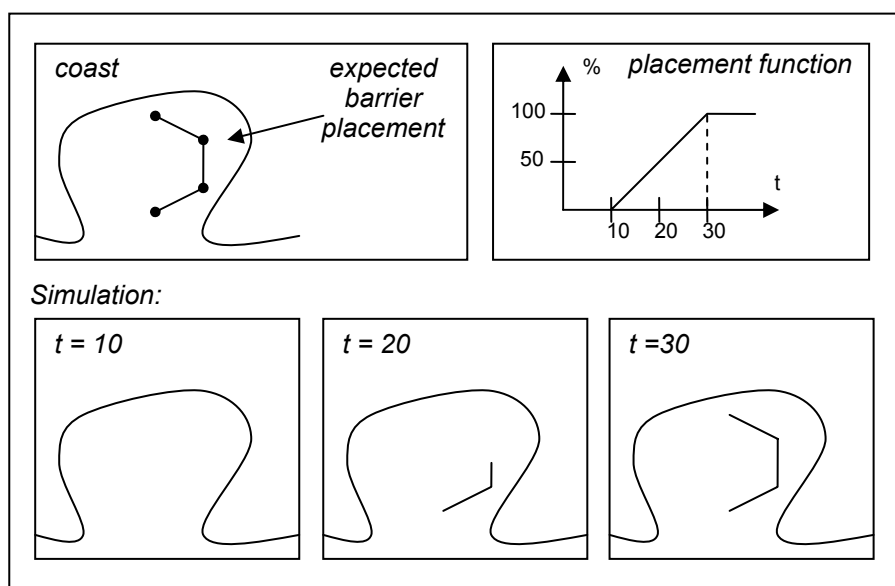 coast
expected
barrier
placement
% placement function
100
50
t
10 20 30
Simulation:
t = 10
t = 20
t =30